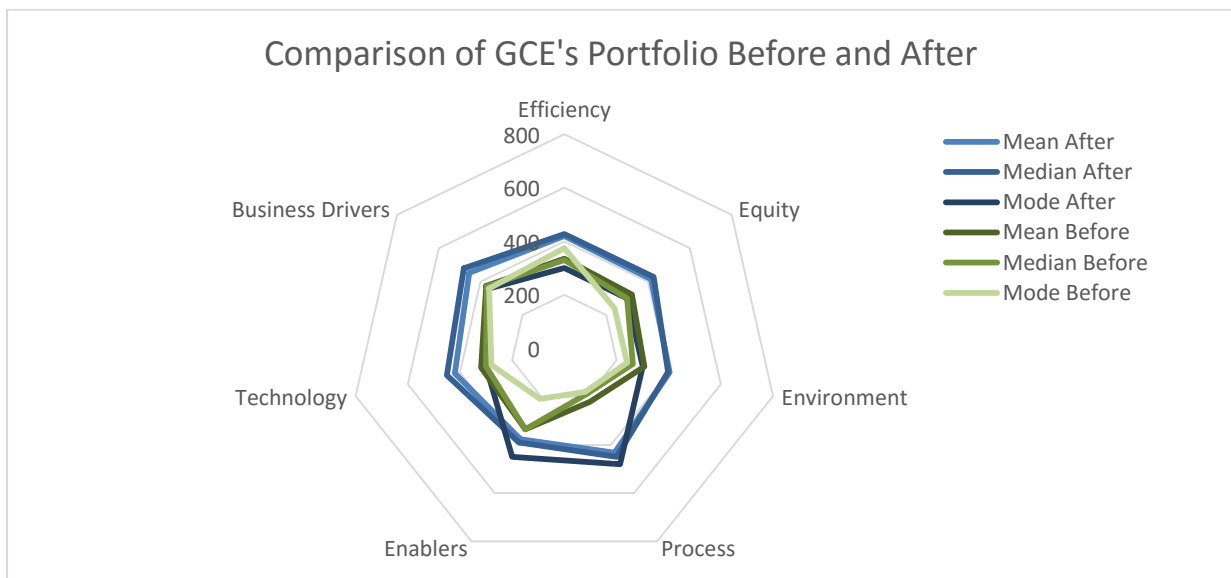 Comparison of GCE's Portfolio Before and After
Efficiency
800
600
400
200
0
Equity
Environment
Process
Enablers
Technology
Business Drivers
Mean After
Median After
Mode After
Mean Before
Median Before
Mode Before